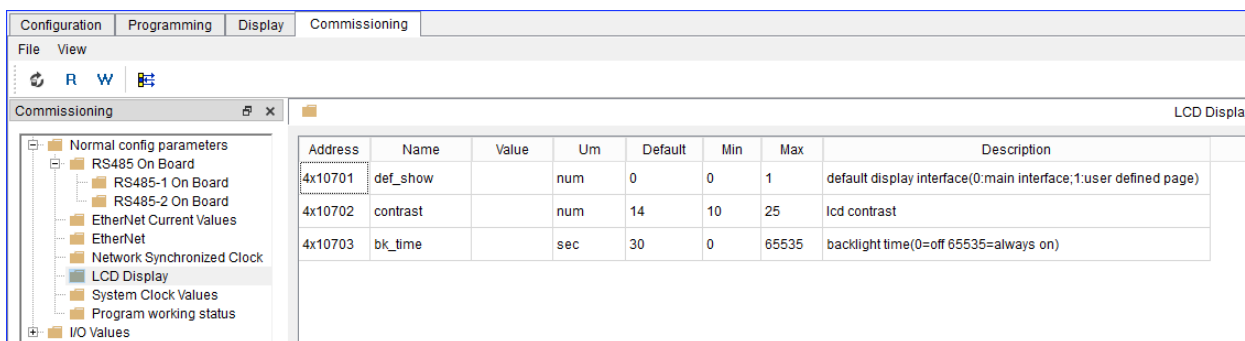 Configuration Programming Display Commissioning
File View
R W
Commissioning
LCD Displa
Normal config parameters
RS485 On Board
RS485-1 On Board
RS485-2 On Board
EtherNet Current Values
EtherNet
Network Synchronized Clock
LCD Display
System Clock Values
Program working status
I/O Values
Address Name Value Um Default Min Max Description
4x10701 def_show num 0 0 1 default display interface(0:main interface;1:user defined page)
4x10702 contrast num 14 10 25 lcd contrast
4x10703 bk_time sec 30 0 65535 backlight time(0=off 65535=always on)